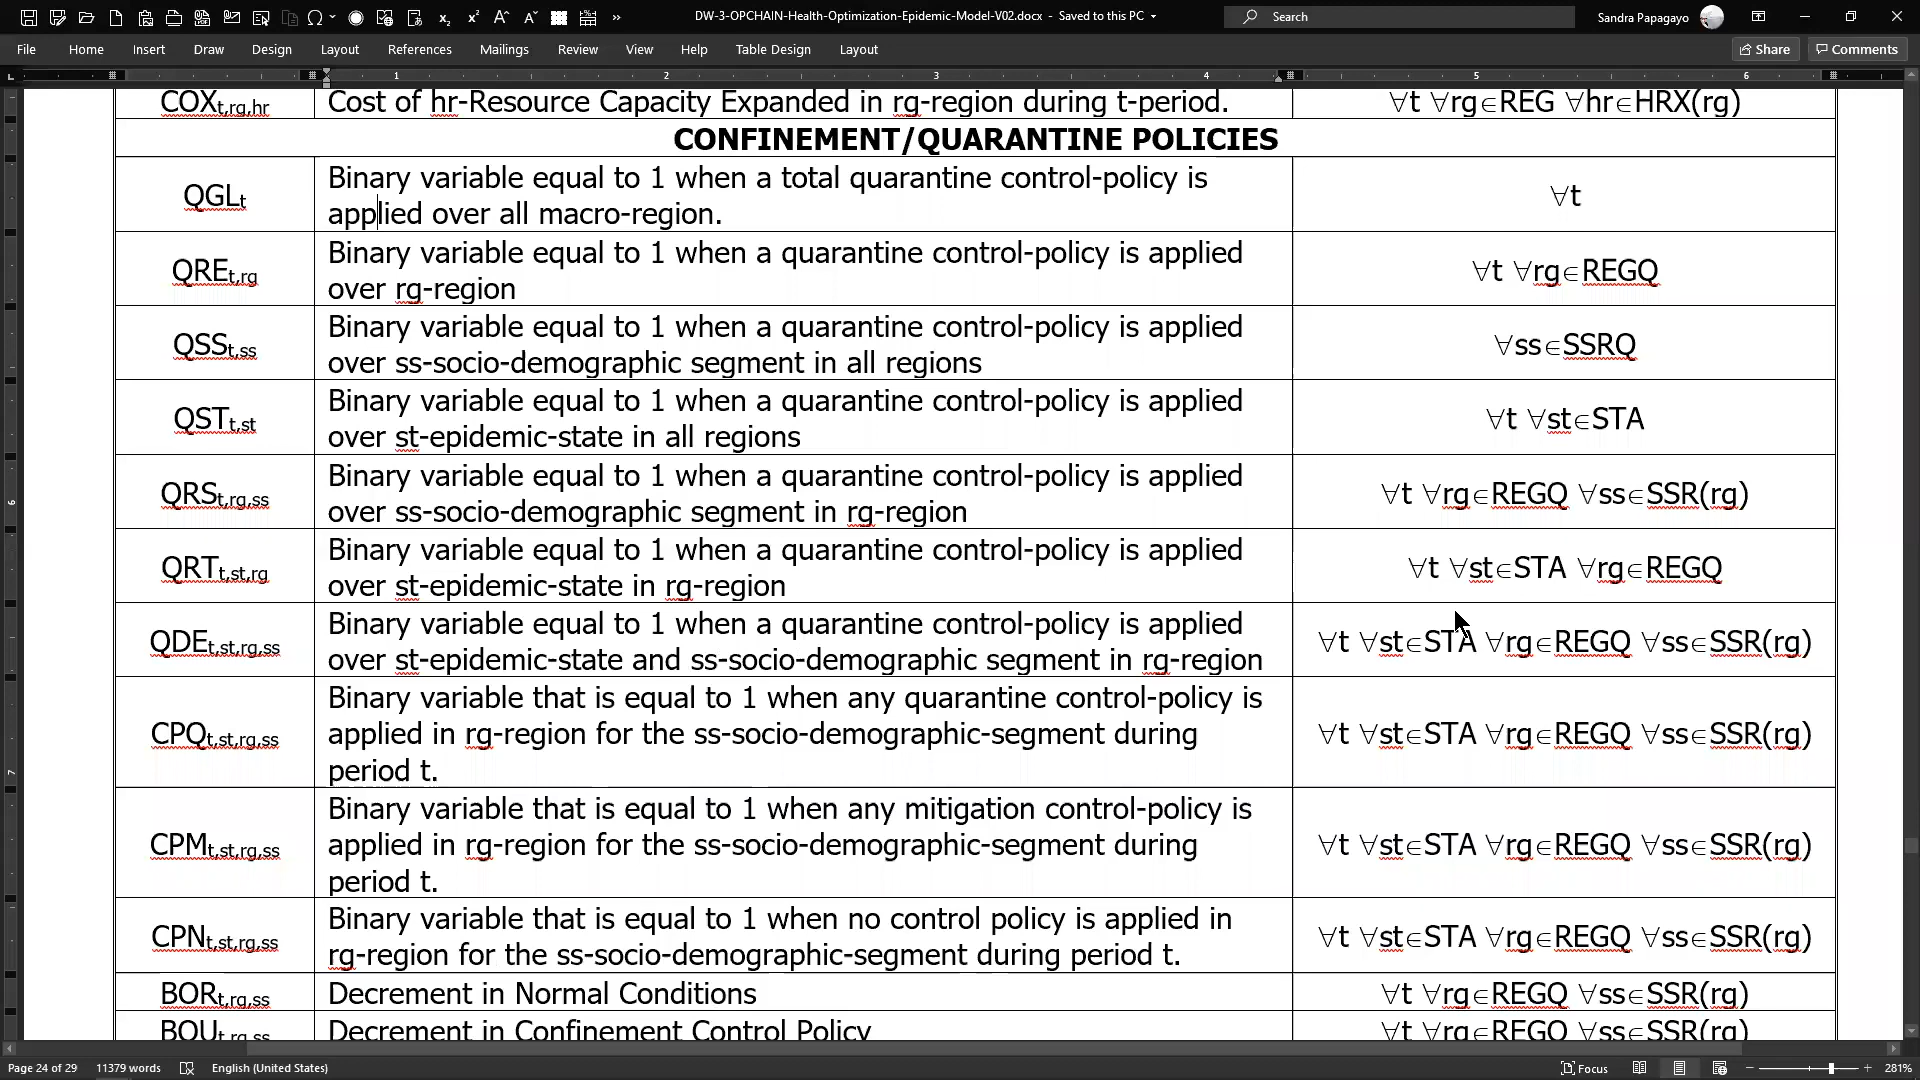 DW-3-OPCHAIN-Health-Optimization-Epidemic-Model-V02.docx - Saved to this PC
Search
Sandra Papagayo
File Home Insert Draw Design Layout References Mailings Review View Help Table Design Layout
Share Comments
1 2 3 4 5 6
COXt,rg,hr Cost of hr-Resource Capacity Expanded in rg-region during t-period. ∀t ∀rg∈REG ∀hr∈HRX(rg)
CONFINEMENT/QUARANTINE POLICIES
QGLt
Binary variable equal to 1 when a total quarantine control-policy is
applied over all macro-region.
∀t
QREt,rg
Binary variable equal to 1 when a quarantine control-policy is applied
over rg-region
∀t ∀rg∈REGQ
QSSt,ss
Binary variable equal to 1 when a quarantine control-policy is applied
over ss-socio-demographic segment in all regions
∀ss∈SSRQ
QSTt,st
Binary variable equal to 1 when a quarantine control-policy is applied
over st-epidemic-state in all regions
∀t ∀st∈STA
QRSt,rg,ss
Binary variable equal to 1 when a quarantine control-policy is applied
over ss-socio-demographic segment in rg-region
∀t ∀rg∈REGQ ∀ss∈SSR(rg)
QRTt,st,rg
Binary variable equal to 1 when a quarantine control-policy is applied
over st-epidemic-state in rg-region
∀t ∀st∈STA ∀rg∈REGQ
QDEt,st,rg,ss
Binary variable equal to 1 when a quarantine control-policy is applied
over st-epidemic-state and ss-socio-demographic segment in rg-region
∀t ∀st∈STA ∀rg∈REGQ ∀ss∈SSR(rg)
CPQt,st,rg,ss
Binary variable that is equal to 1 when any quarantine control-policy is
applied in rg-region for the ss-socio-demographic-segment during
period t.
∀t ∀st∈STA ∀rg∈REGQ ∀ss∈SSR(rg)
CPMt,st,rg,ss
Binary variable that is equal to 1 when any mitigation control-policy is
applied in rg-region for the ss-socio-demographic-segment during
period t.
∀t ∀st∈STA ∀rg∈REGQ ∀ss∈SSR(rg)
CPNt,st,rg,ss
Binary variable that is equal to 1 when no control policy is applied in
rg-region for the ss-socio-demographic-segment during period t.
∀t ∀st∈STA ∀rg∈REGQ ∀ss∈SSR(rg)
BORt,rg,ss Decrement in Normal Conditions ∀t ∀rg∈REGQ ∀ss∈SSR(rg)
BOUt,rg,ss Decrement in Confinement Control Policy ∀t ∀rg∈REGQ ∀ss∈SSR(rg)
6
7
Page 24 of 29 11379 words English (United States) Focus 281%